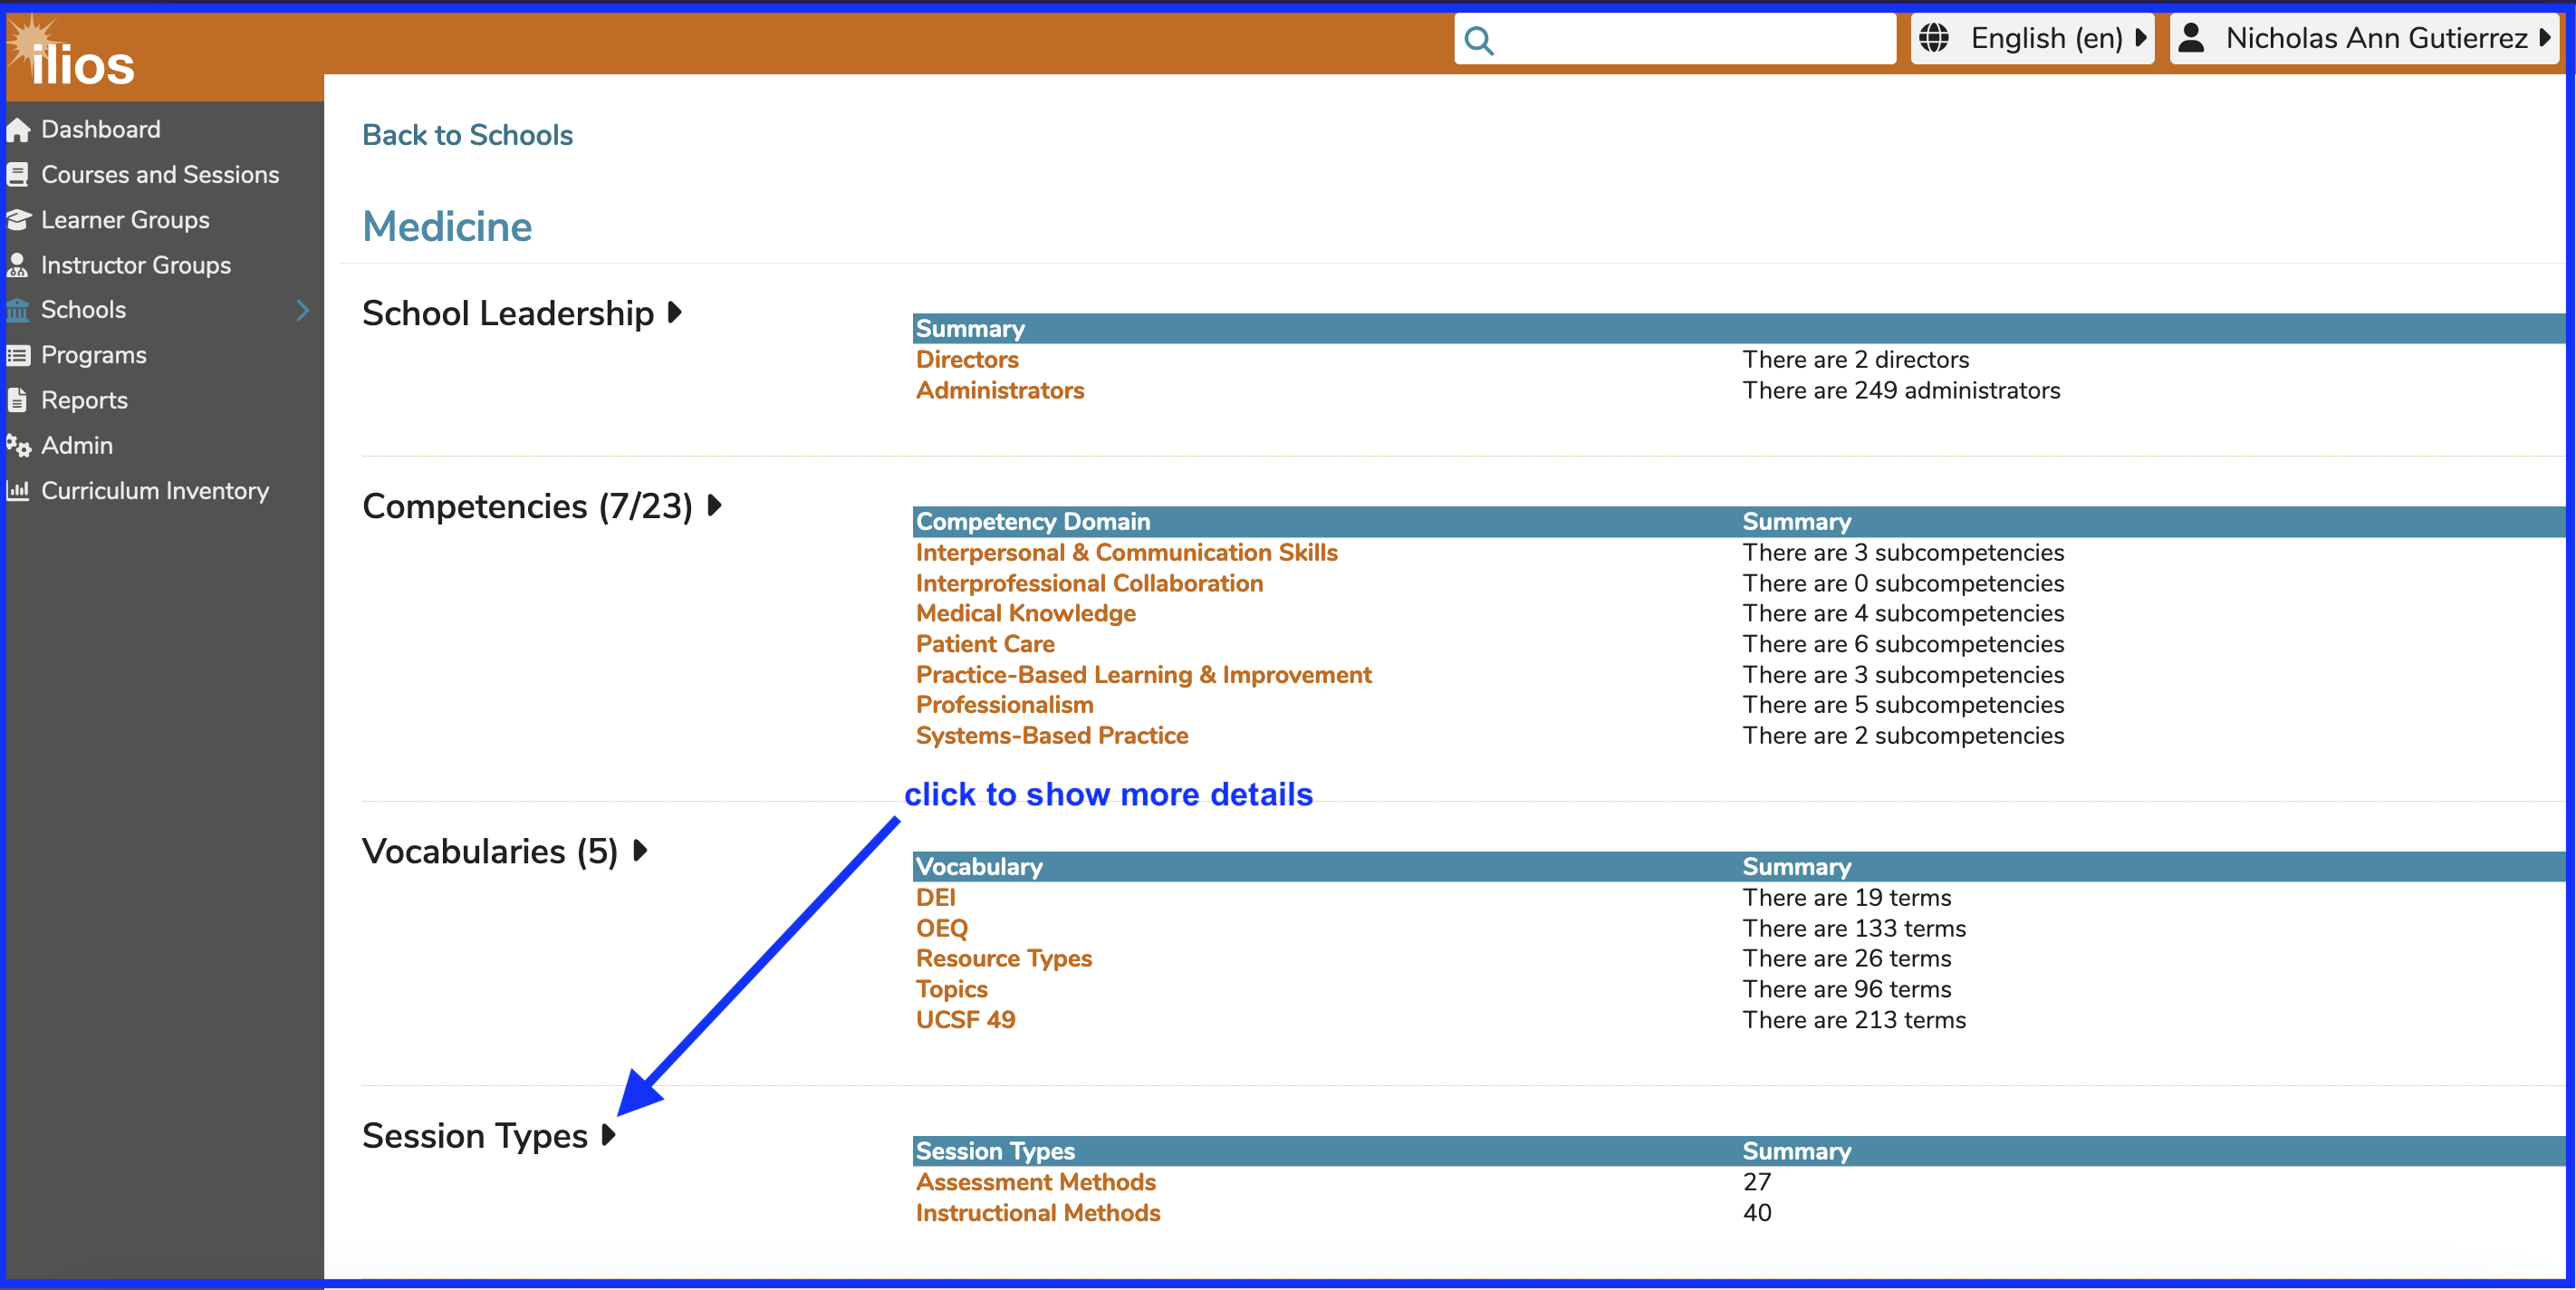 ilios
English (en)
Nicholas Ann Gutierrez
Dashboard
Courses and Sessions
Learner Groups
Instructor Groups
Schools
Programs
Reports
Admin
Curriculum Inventory
Back to Schools
Medicine
School Leadership
Summary
Directors There are 2 directors
Administrators There are 249 administrators
Competencies (7/23)
Competency Domain Summary
Interpersonal & Communication Skills There are 3 subcompetencies
Interprofessional Collaboration There are 0 subcompetencies
Medical Knowledge There are 4 subcompetencies
Patient Care There are 6 subcompetencies
Practice-Based Learning & Improvement There are 3 subcompetencies
Professionalism There are 5 subcompetencies
Systems-Based Practice There are 2 subcompetencies
click to show more details
Vocabularies (5)
Vocabulary Summary
DEI There are 19 terms
OEQ There are 133 terms
Resource Types There are 26 terms
Topics There are 96 terms
UCSF 49 There are 213 terms
Session Types
Session Types Summary
Assessment Methods 27
Instructional Methods 40